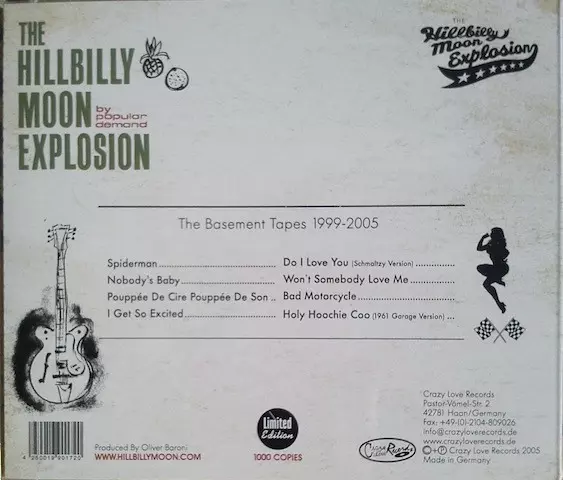 THE
HILLBILLY
MOON
EXPLOSION
by
popular
demand
THE
Hillbilly
Moon
Explosion
The Basement Tapes 1999-2005
Spiderman
Nobody's Baby
Pouppée De Cire Pouppée De Son ..
I Get So Excited
Do I Love You (Schmaltzy Version)
Won't Somebody Love Me
Bad Motorcycle
Holy Hoochie Coo (1961 Garage Version) ...
Produced By Oliver Baroni
WWW.HILLBILLYMOON.COM
Limited
Edition
1000 COPIES
Crazy Love Records
Crazy Love Records
Pastor-Vömel-Str. 2
42781 Haan/Germany
Fax: +49-(0)-2104-809026
info@crazyloverecords.de
www.crazyloverecords.de
©+℗ Crazy Love Records 2005
Made in Germany